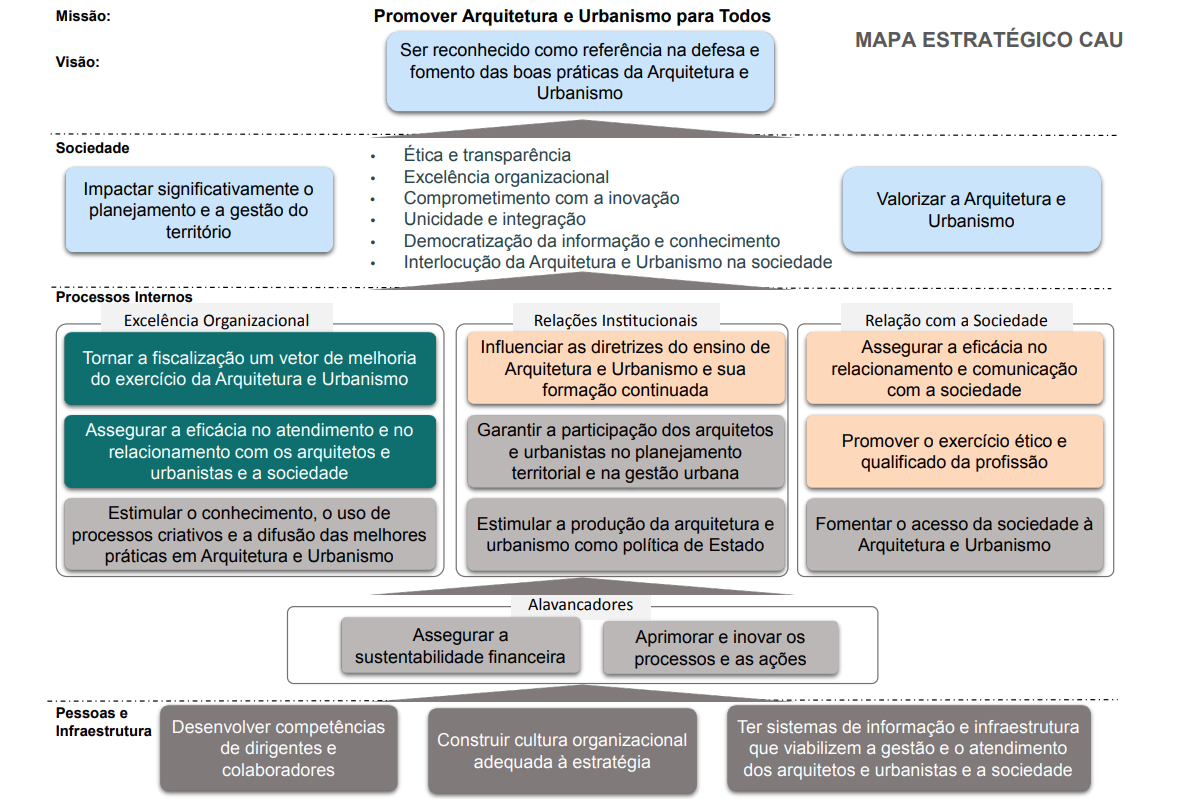 Missão:
Promover Arquitetura e Urbanismo para Todos
MAPA ESTRATÉGICO CAU
Visão:
Ser reconhecido como referência na defesa e
fomento das boas práticas da Arquitetura e
Urbanismo
Sociedade
Impactar significativamente o
planejamento e a gestão do
território
• Ética e transparência
• Excelência organizacional
• Comprometimento com a inovação
• Unicidade e integração
• Democratização da informação e conhecimento
• Interlocução da Arquitetura e Urbanismo na sociedade
Valorizar a Arquitetura e
Urbanismo
Processos Internos
Excelência Organizacional
Tornar a fiscalização um vetor de melhoria
do exercício da Arquitetura e Urbanismo
Assegurar a eficácia no atendimento e no
relacionamento com os arquitetos e
urbanistas e a sociedade
Estimular o conhecimento, o uso de
processos criativos e a difusão das melhores
práticas em Arquitetura e Urbanismo
Relações Institucionais
Influenciar as diretrizes do ensino de
Arquitetura e Urbanismo e sua
formação continuada
Garantir a participação dos arquitetos
e urbanistas no planejamento
territorial e na gestão urbana
Estimular a produção da arquitetura e
urbanismo como política de Estado
Relação com a Sociedade
Assegurar a eficácia no
relacionamento e comunicação
com a sociedade
Promover o exercício ético e
qualificado da profissão
Fomentar o acesso da sociedade à
Arquitetura e Urbanismo
Alavancadores
Assegurar a
sustentabilidade financeira
Aprimorar e inovar os
processos e as ações
Pessoas e
Infraestrutura
Desenvolver competências
de dirigentes e
colaboradores
Construir cultura organizacional
adequada à estratégia
Ter sistemas de informação e infraestrutura
que viabilizem a gestão e o atendimento
dos arquitetos e urbanistas e a sociedade